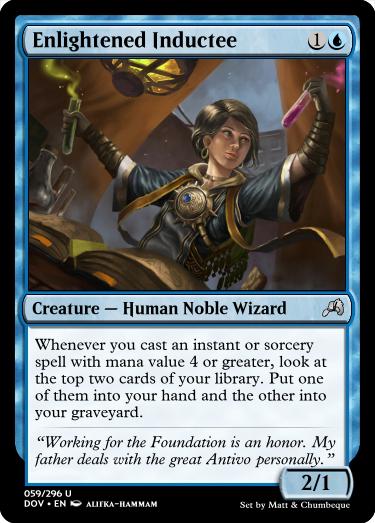 Enlightened Inductee 1
Creature — Human Noble Wizard
Whenever you cast an instant or sorcery
spell with mana value 4 or greater, look at
the top two cards of your library. Put one
of them into your hand and the other into
your graveyard.
“Working for the Foundation is an honor. My
father deals with the great Antivo personally.”
2/1
059/296 U
DOV • EN ALIFKA-HAMMAM
Set by Matt & Chumbeque